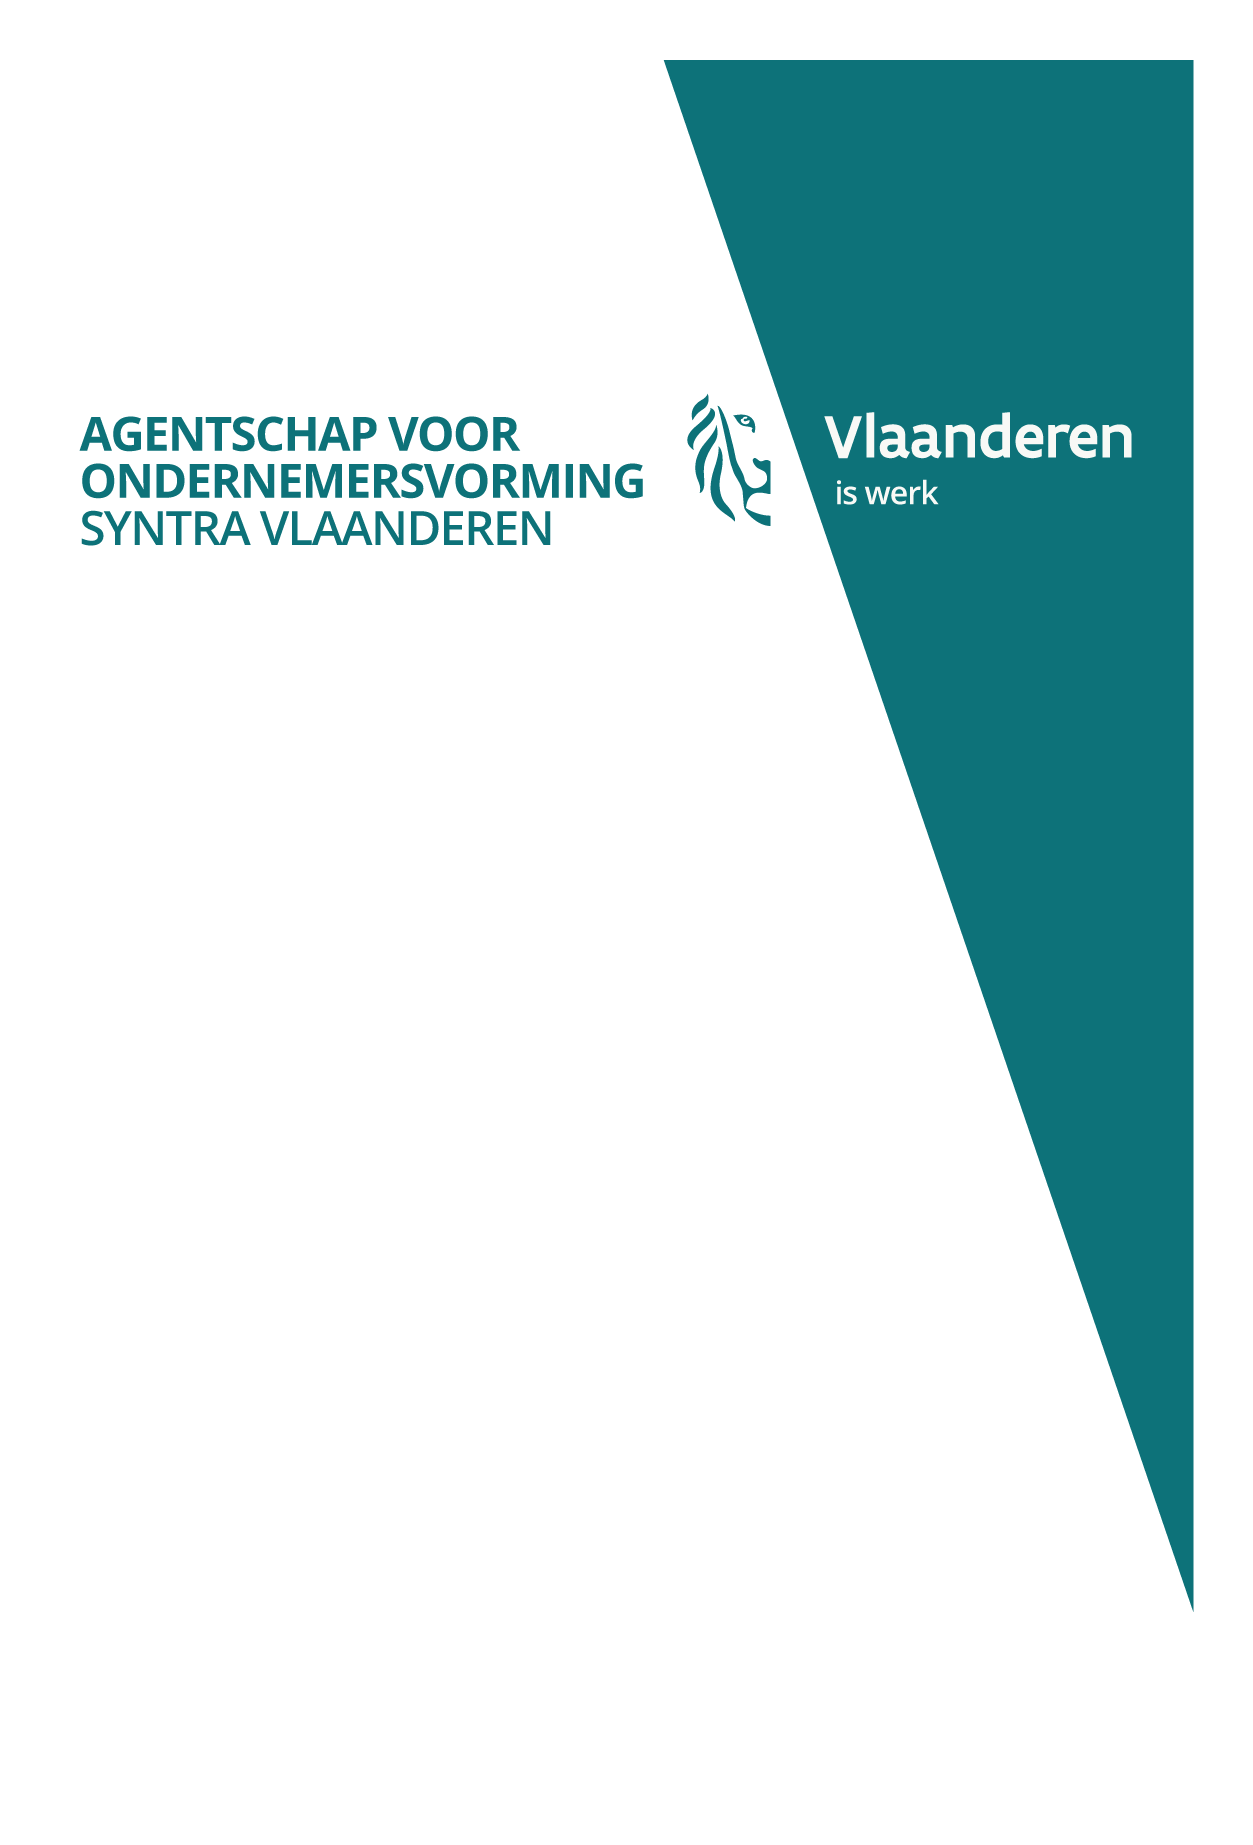 AGENTSCHAP VOOR
ONDERNEMERSVORMING
SYNTRA VLAANDEREN
Vlaanderen
is werk